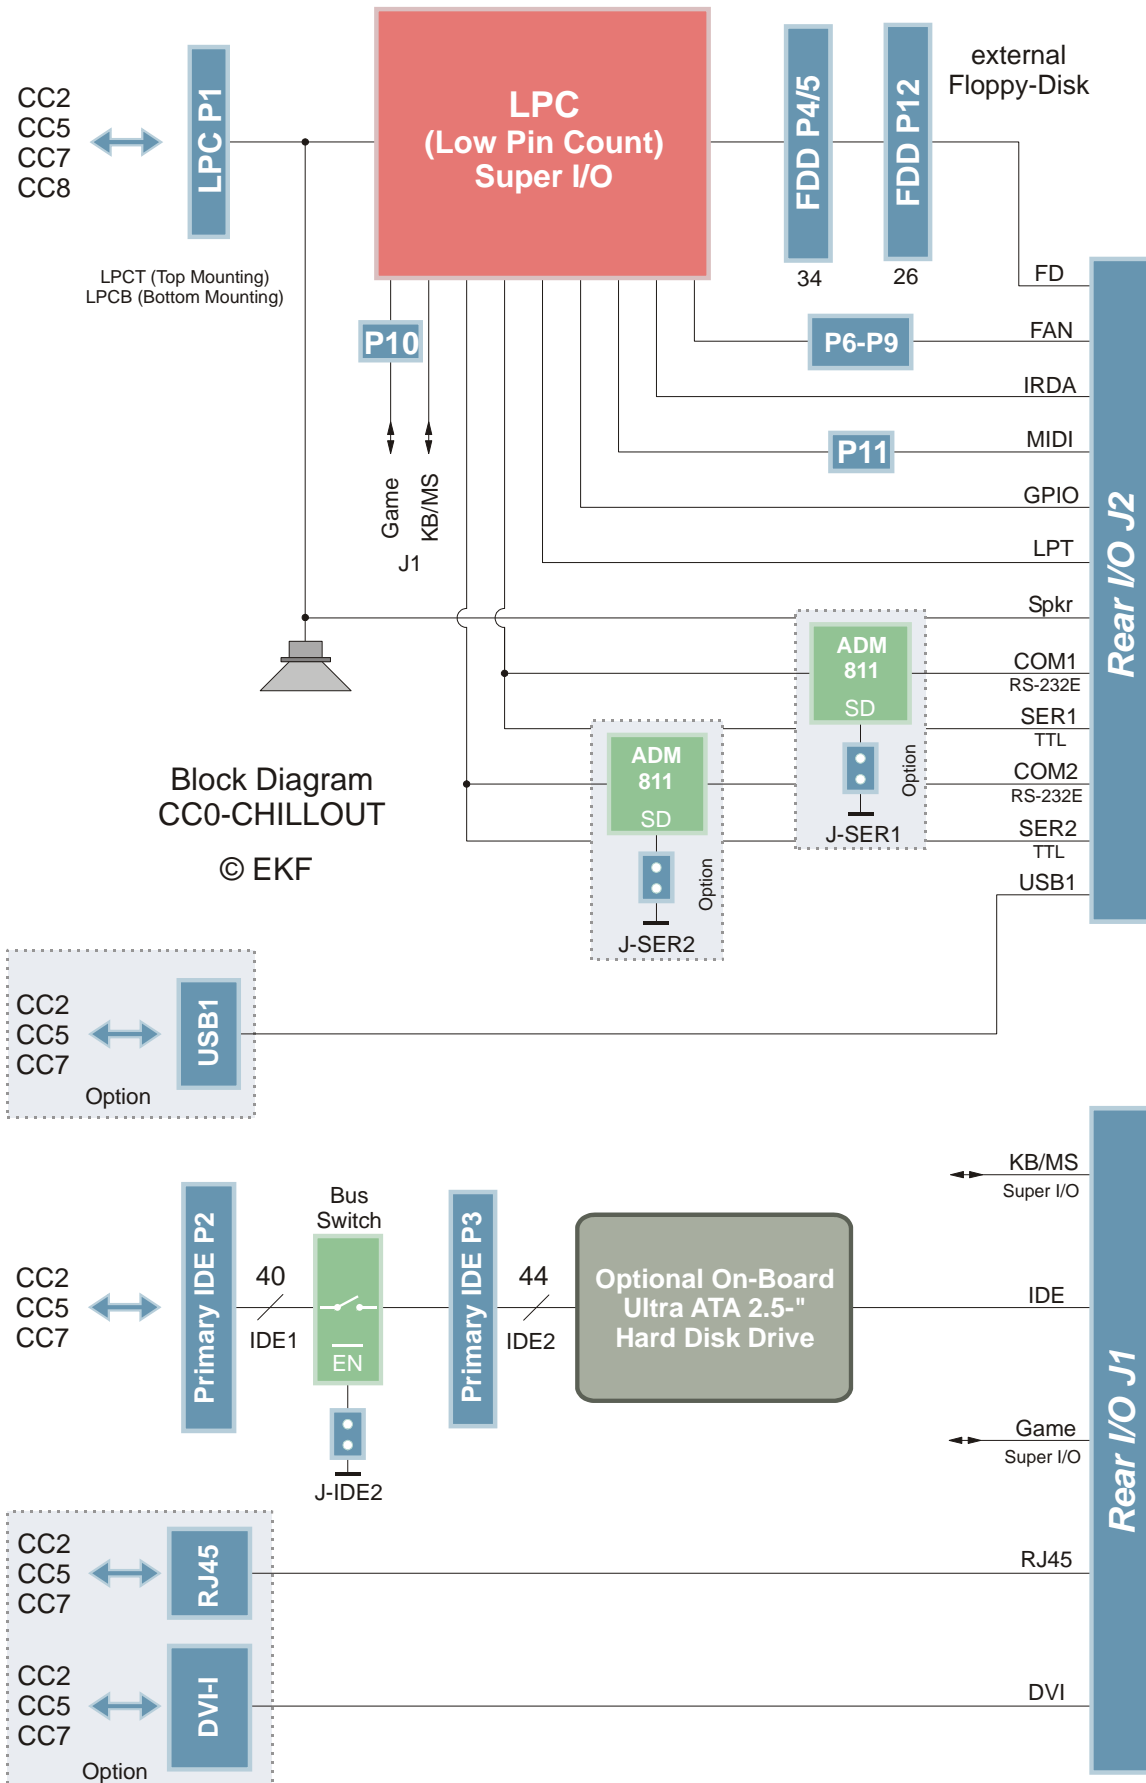 CC2
CC5
CC7
CC8
LPC P1
LPCT (Top Mounting)
LPCB (Bottom Mounting)
LPC
(Low Pin Count)
Super I/O
FDD P4/5
34
FDD P12
26
external
Floppy-Disk
P10
Game
KB/MS
J1
P6-P9
P11
FD
FAN
IRDA
MIDI
GPIO
LPT
Spkr
COM1
RS-232E
SER1
TTL
COM2
RS-232E
SER2
TTL
USB1
Rear I/O J2
ADM
811
SD
Option
J-SER1
ADM
811
SD
Option
J-SER2
Block Diagram
CC0-CHILLOUT
© EKF
CC2
CC5
CC7
USB1
Option
CC2
CC5
CC7
Primary IDE P2
40
IDE1
Bus
Switch
EN
J-IDE2
Primary IDE P3
44
IDE2
Optional On-Board
Ultra ATA 2.5-"
Hard Disk Drive
KB/MS
Super I/O
IDE
Game
Super I/O
RJ45
DVI
Rear I/O J1
CC2
CC5
CC7
RJ45
CC2
CC5
CC7
DVI-I
Option